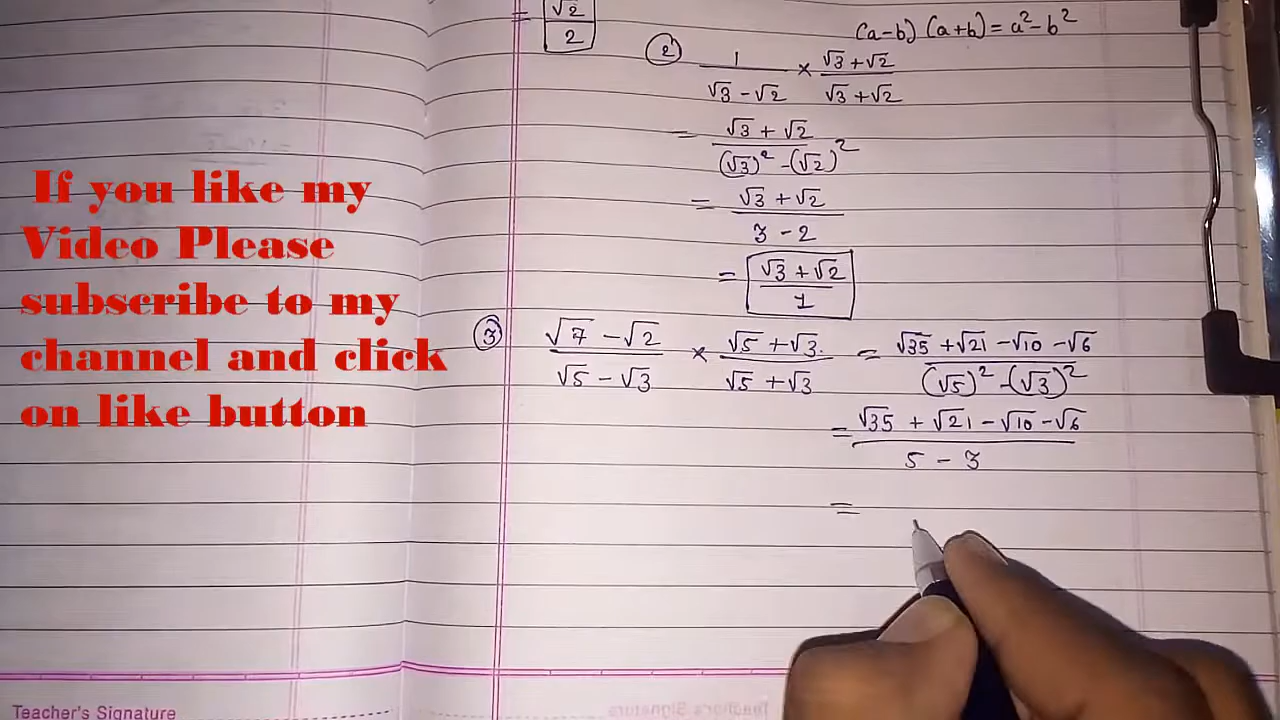 = √2/2
(a-b) (a+b) = a²-b²
② 1/(√3 - √2) × (√3 + √2)/(√3 + √2)
= (√3 + √2)/((√3)² - (√2)²)
= (√3 + √2)/(3 - 2)
= (√3 + √2)/1
③ (√7 - √2)/(√5 - √3) × (√5 + √3)/(√5 + √3) = (√35 + √21 - √10 - √6)/((√5)² - (√3)²)
= (√35 + √21 - √10 - √6)/(5 - 3)
=
If you like my
Video Please
subscribe to my
channel and click
on like button
Teacher's Signature